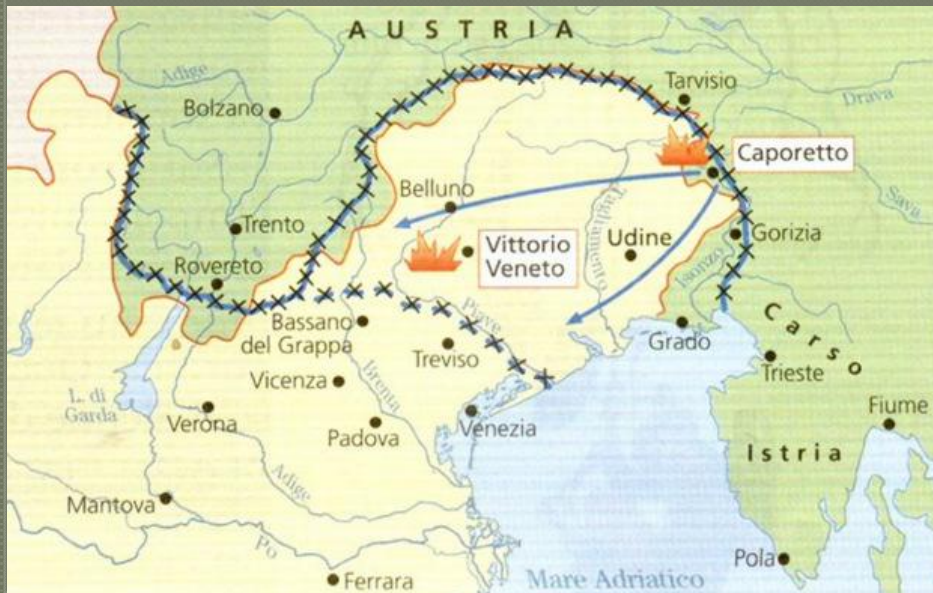 AUSTRIA
Adige
Bolzano
Tarvisio
Drava
Caporetto
Belluno
Tagliamento
Sava
Trento
Udine
Gorizia
Vittorio
Veneto
Isonzo
Rovereto
Piave
Bassano
del Grappa
Grado
Carso
Treviso
Trieste
L. di
Garda
Vicenza
Brenta
Fiume
Verona
Padova
Venezia
Istria
Adige
Mantova
Po
Pola
Ferrara
Mare Adriatico